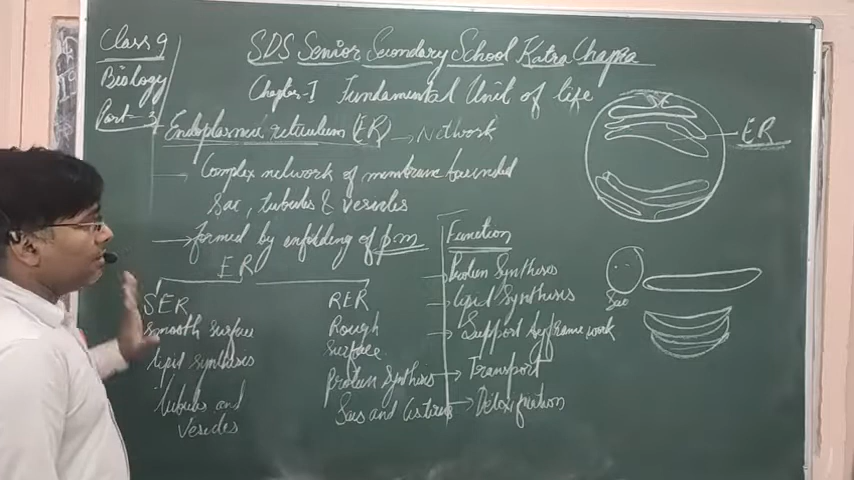 Class 9
Biology
Part-3
SDS Senior Secondary School Katra Chapra
Chapter-I Fundamental Unit of life
Endoplasmic reticulum (ER) → Network
Complex network of membrane bounded
Sac, tubules & vesicles
→ formed by enfolding of p.m
ER
SER
Smooth surface
lipid synthesis
tubules and
vesicles
RER
Rough
Surface
protein Synthesis
Sacs and Cisternae
Function
Protein Synthesis
lipid Synthesis
Support by frame work
→ Transport
→ Detoxification
ER
Sac